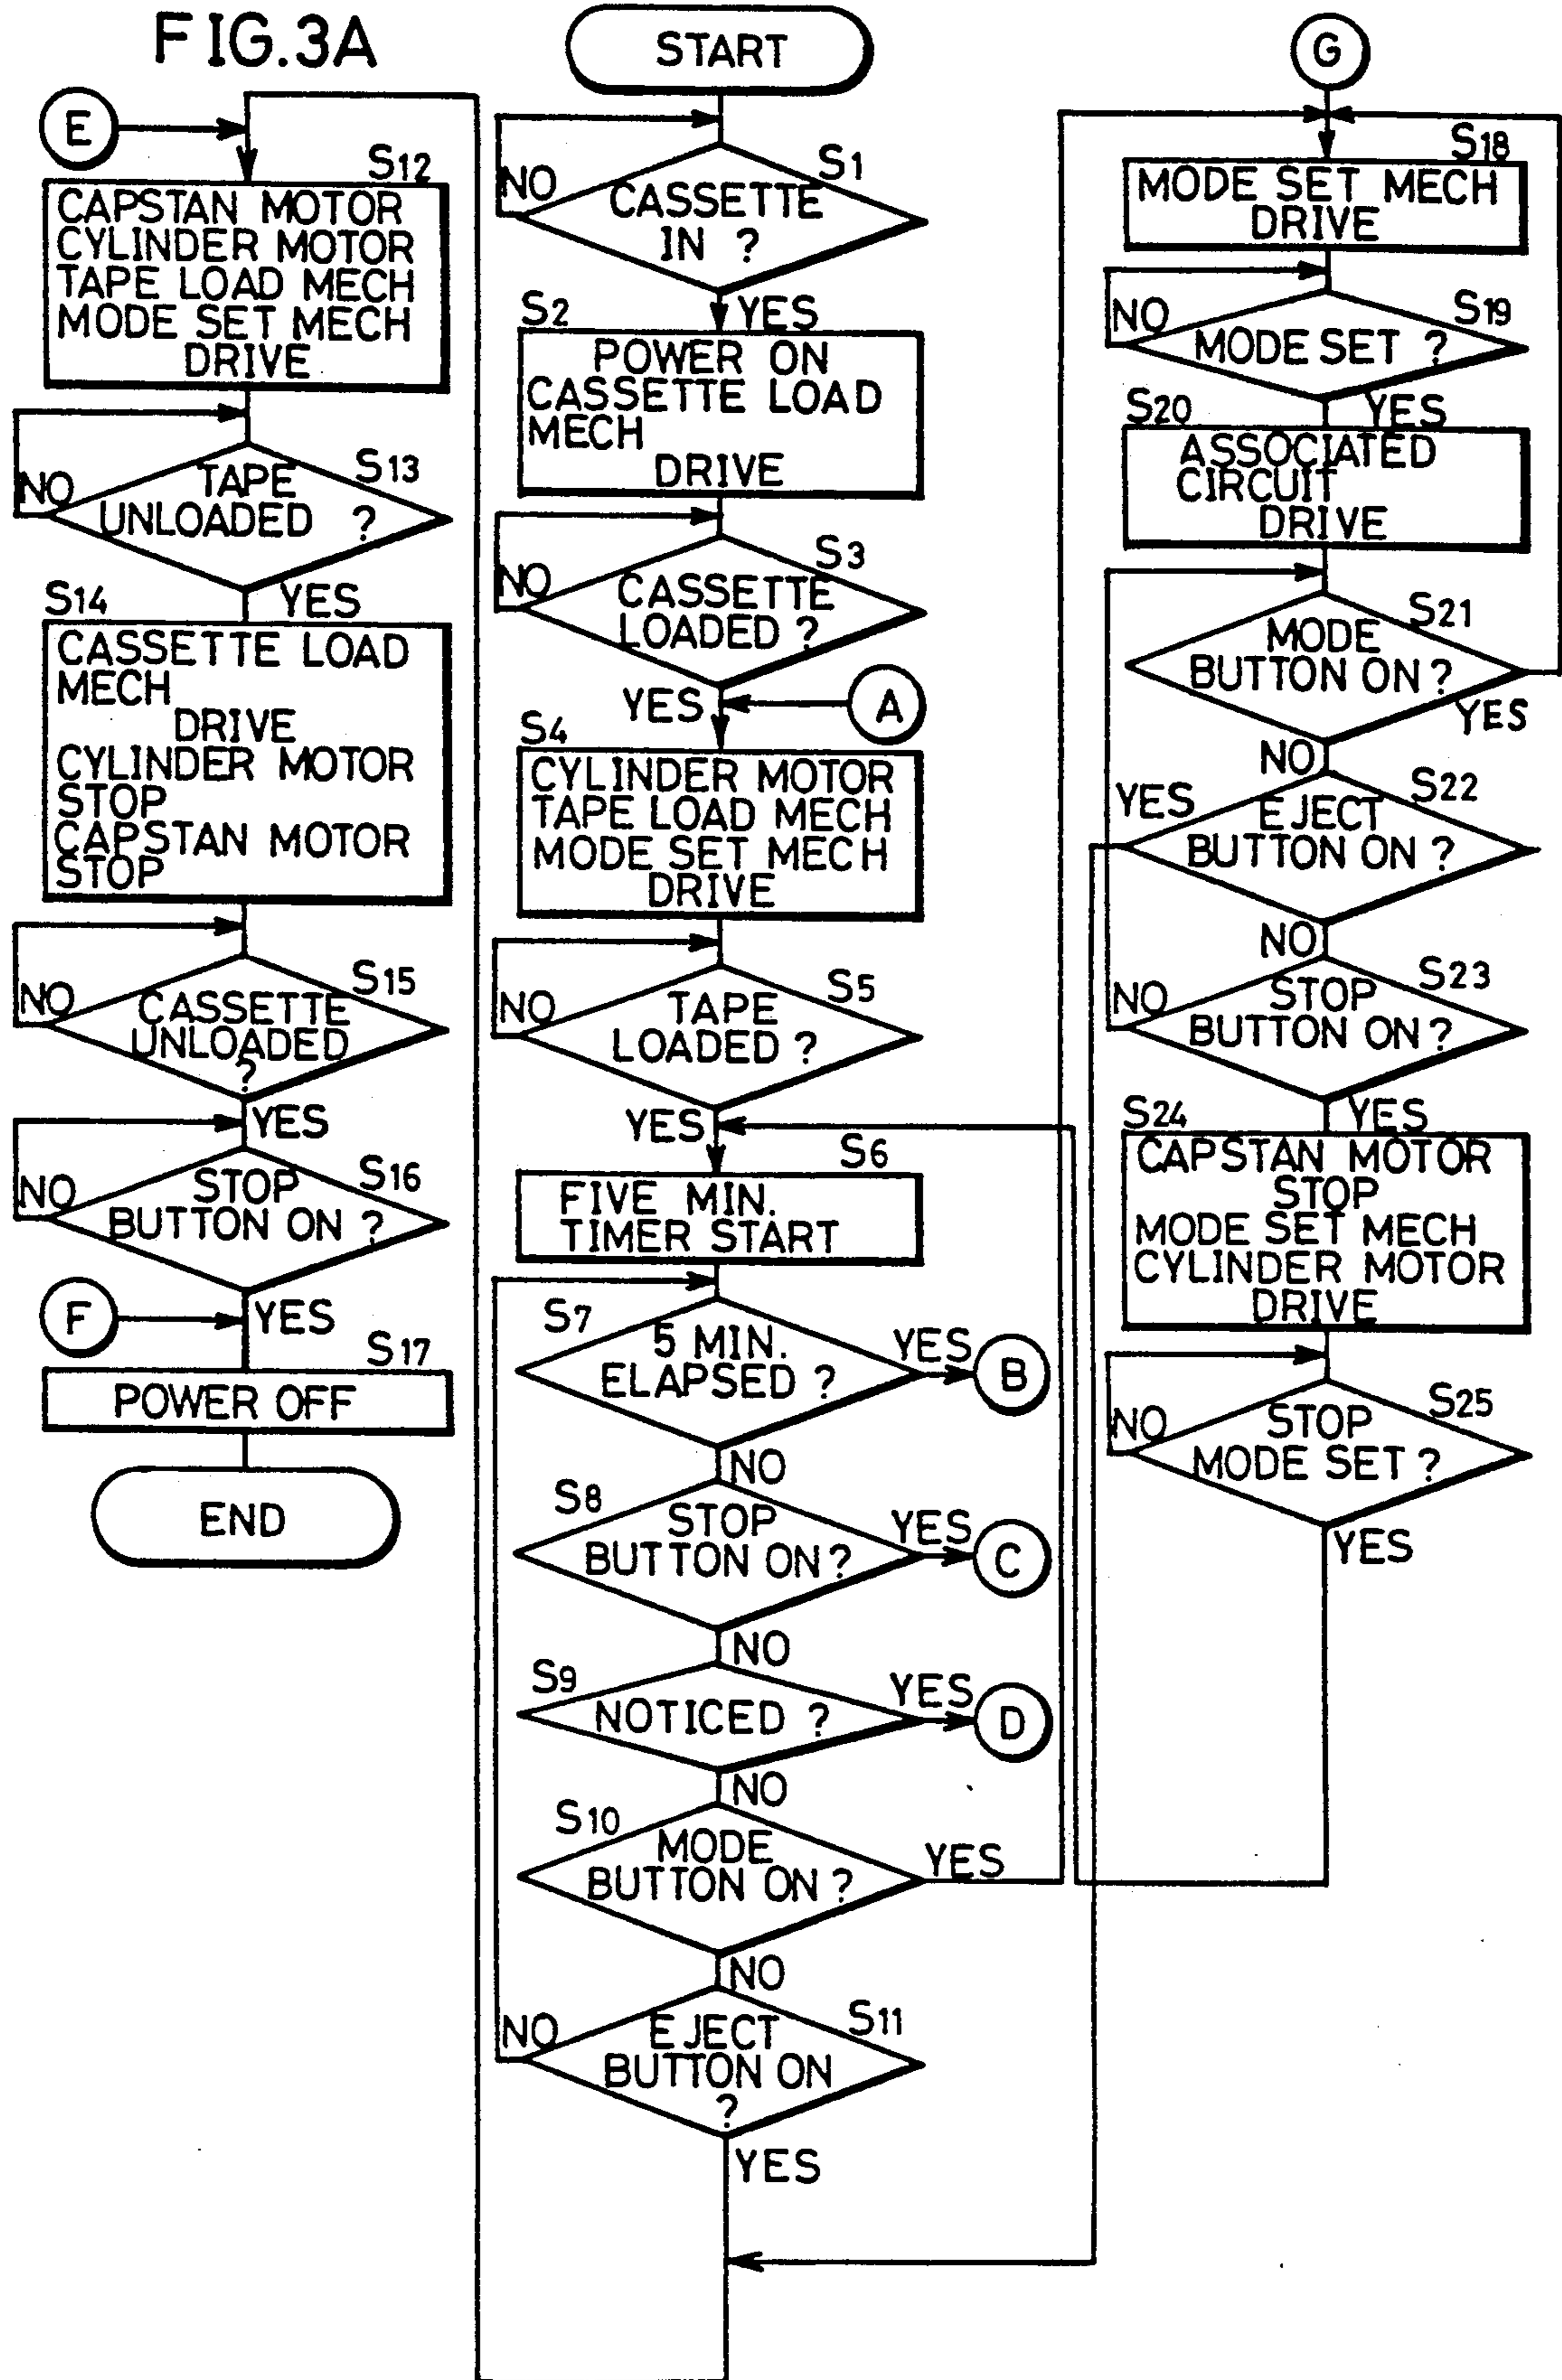 FIG.3A
E
S12
CAPSTAN MOTOR
CYLINDER MOTOR
TAPE LOAD MECH
MODE SET MECH
DRIVE
S13
NO
TAPE
UNLOADED ?
S14
YES
CASSETTE LOAD
MECH
DRIVE
CYLINDER MOTOR
STOP
CAPSTAN MOTOR
STOP
S15
NO
CASSETTE
UNLOADED
?
YES
S16
NO
STOP
BUTTON ON ?
F
YES
S17
POWER OFF
END
START
S1
NO
CASSETTE
IN ?
S2
YES
POWER ON
CASSETTE LOAD
MECH
DRIVE
S3
NO
CASSETTE
LOADED ?
YES
A
S4
CYLINDER MOTOR
TAPE LOAD MECH
MODE SET MECH
DRIVE
S5
NO
TAPE
LOADED ?
YES
S6
FIVE MIN.
TIMER START
S7
5 MIN.
ELAPSED ?
YES
B
NO
S8
STOP
BUTTON ON ?
YES
C
NO
S9
NOTICED ?
YES
D
NO
S10
MODE
BUTTON ON ?
YES
NO
S11
NO
EJECT
BUTTON ON
?
YES
G
S18
MODE SET MECH
DRIVE
S19
NO
MODE SET ?
S20
YES
ASSOCIATED
CIRCUIT
DRIVE
S21
MODE
BUTTON ON ?
YES
NO
S22
YES
EJECT
BUTTON ON ?
NO
S23
NO
STOP
BUTTON ON ?
S24
YES
CAPSTAN MOTOR
STOP
MODE SET MECH
CYLINDER MOTOR
DRIVE
S25
NO
STOP
MODE SET ?
YES